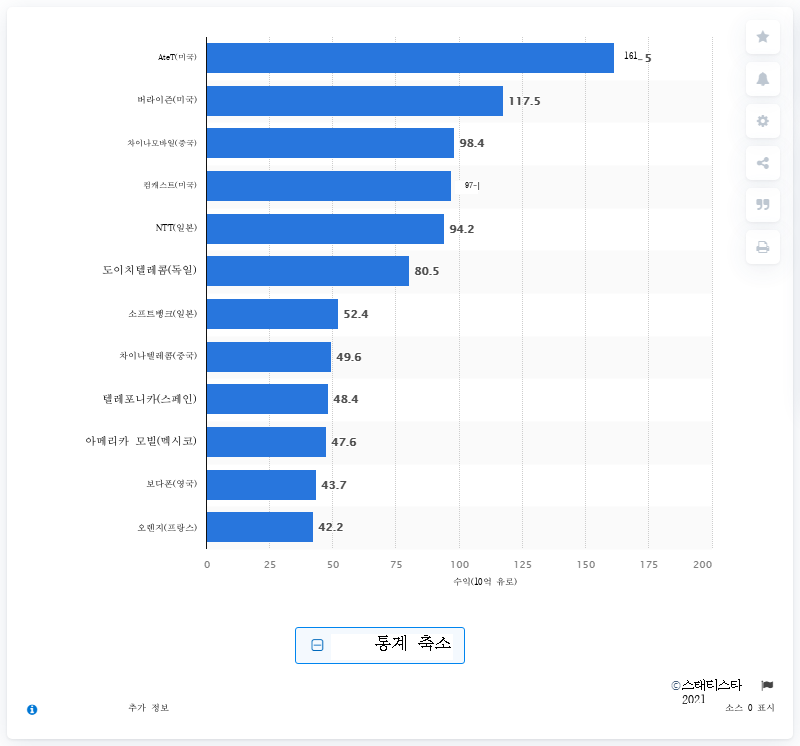 AteT(미국)
161_ 5
버라이즌(미국)
117.5
차이나모바일(중국)
98.4
컴캐스트(미국)
97-]
NTT(일본)
94.2
도이치텔레콤(독일)
80.5
소프트뱅크(일본)
52.4
차이나텔레콤(중국)
49.6
텔레포니카(스페인)
48.4
아메리카 모빌(멕시코)
47.6
보다폰(영국)
43.7
오렌지(프랑스)
42.2
0 25 50 75 100 125 150 175 200
수익(10억 유로)
통계 축소
©스태티스타
2021
추가 정보
소스 0 표시